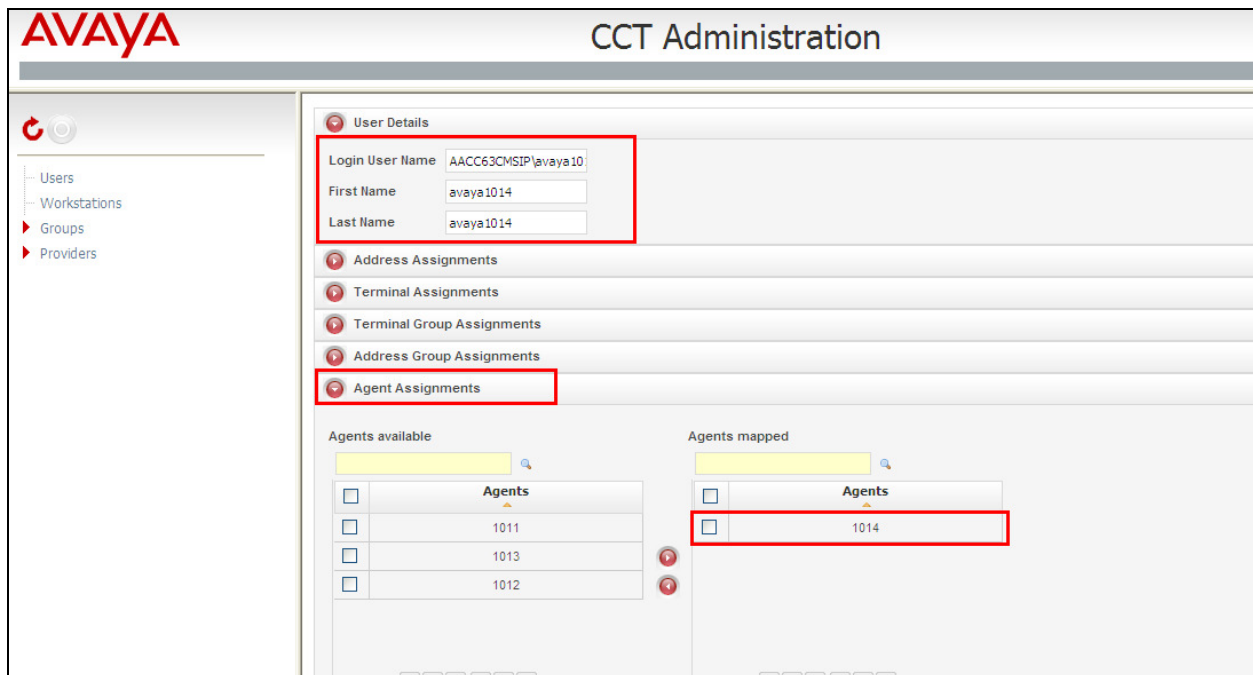 AVAYA
CCT Administration
User Details
Login User Name AACC63CMSIP\avaya10
First Name avaya1014
Last Name avaya1014
Users
Workstations
Groups
Providers
Address Assignments
Terminal Assignments
Terminal Group Assignments
Address Group Assignments
Agent Assignments
Agents available Agents mapped
Agents Agents
1011 1014
1013
1012